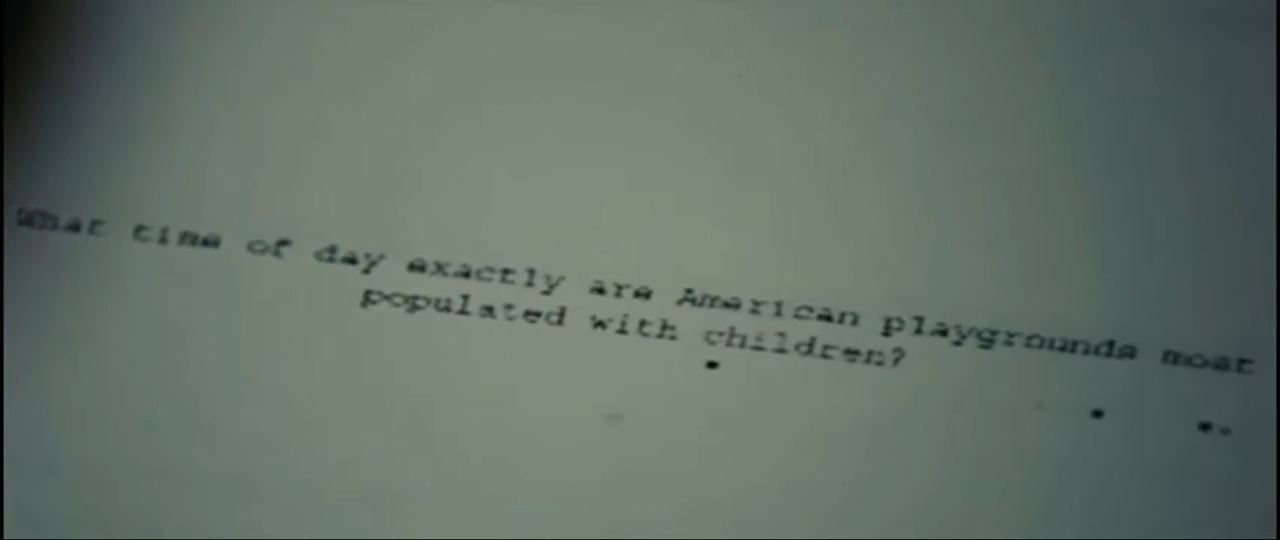 What time of day exactly are American playgrounds most
populated with children?